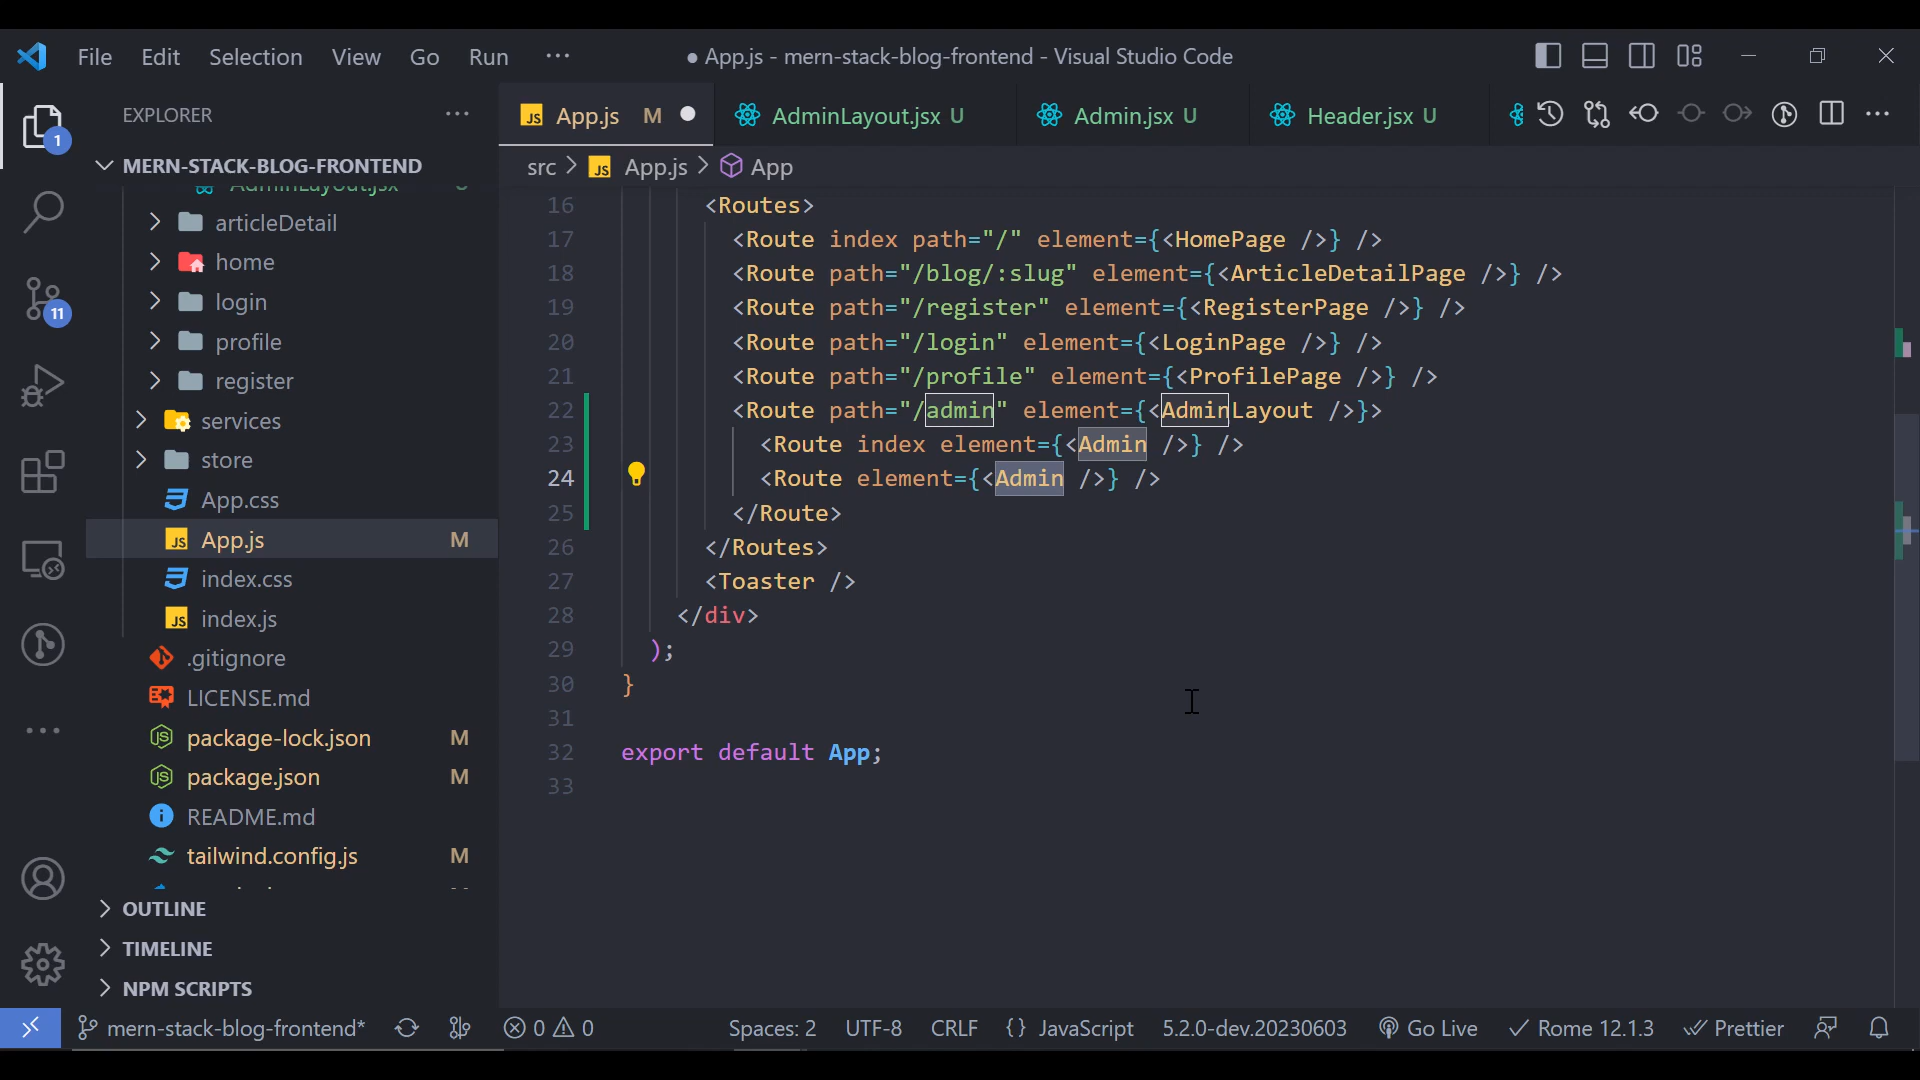 File Edit Selection View Go Run ···
● App.js - mern-stack-blog-frontend - Visual Studio Code
EXPLORER
1
MERN-STACK-BLOG-FRONTEND
AdminLayout.jsx U
articleDetail
home
login
11
profile
register
services
store
App.css
JS App.js M
index.css
JS index.js
.gitignore
LICENSE.md
package-lock.json M
package.json M
README.md
tailwind.config.js M
OUTLINE
TIMELINE
NPM SCRIPTS
JS App.js M ●
AdminLayout.jsx U
Admin.jsx U
Header.jsx U
src > JS App.js > App
16 <Routes>
17 <Route index path="/" element={<HomePage />} />
18 <Route path="/blog/:slug" element={<ArticleDetailPage />} />
19 <Route path="/register" element={<RegisterPage />} />
20 <Route path="/login" element={<LoginPage />} />
21 <Route path="/profile" element={<ProfilePage />} />
22 <Route path="/admin" element={<AdminLayout />}>
23 <Route index element={<Admin />} />
24 <Route element={<Admin />} />
25 </Route>
26 </Routes>
27 <Toaster />
28 </div>
29 );
30 }
31
32 export default App;
33
mern-stack-blog-frontend* 0 0 Spaces: 2 UTF-8 CRLF {} JavaScript 5.2.0-dev.20230603 Go Live Rome 12.1.3 Prettier